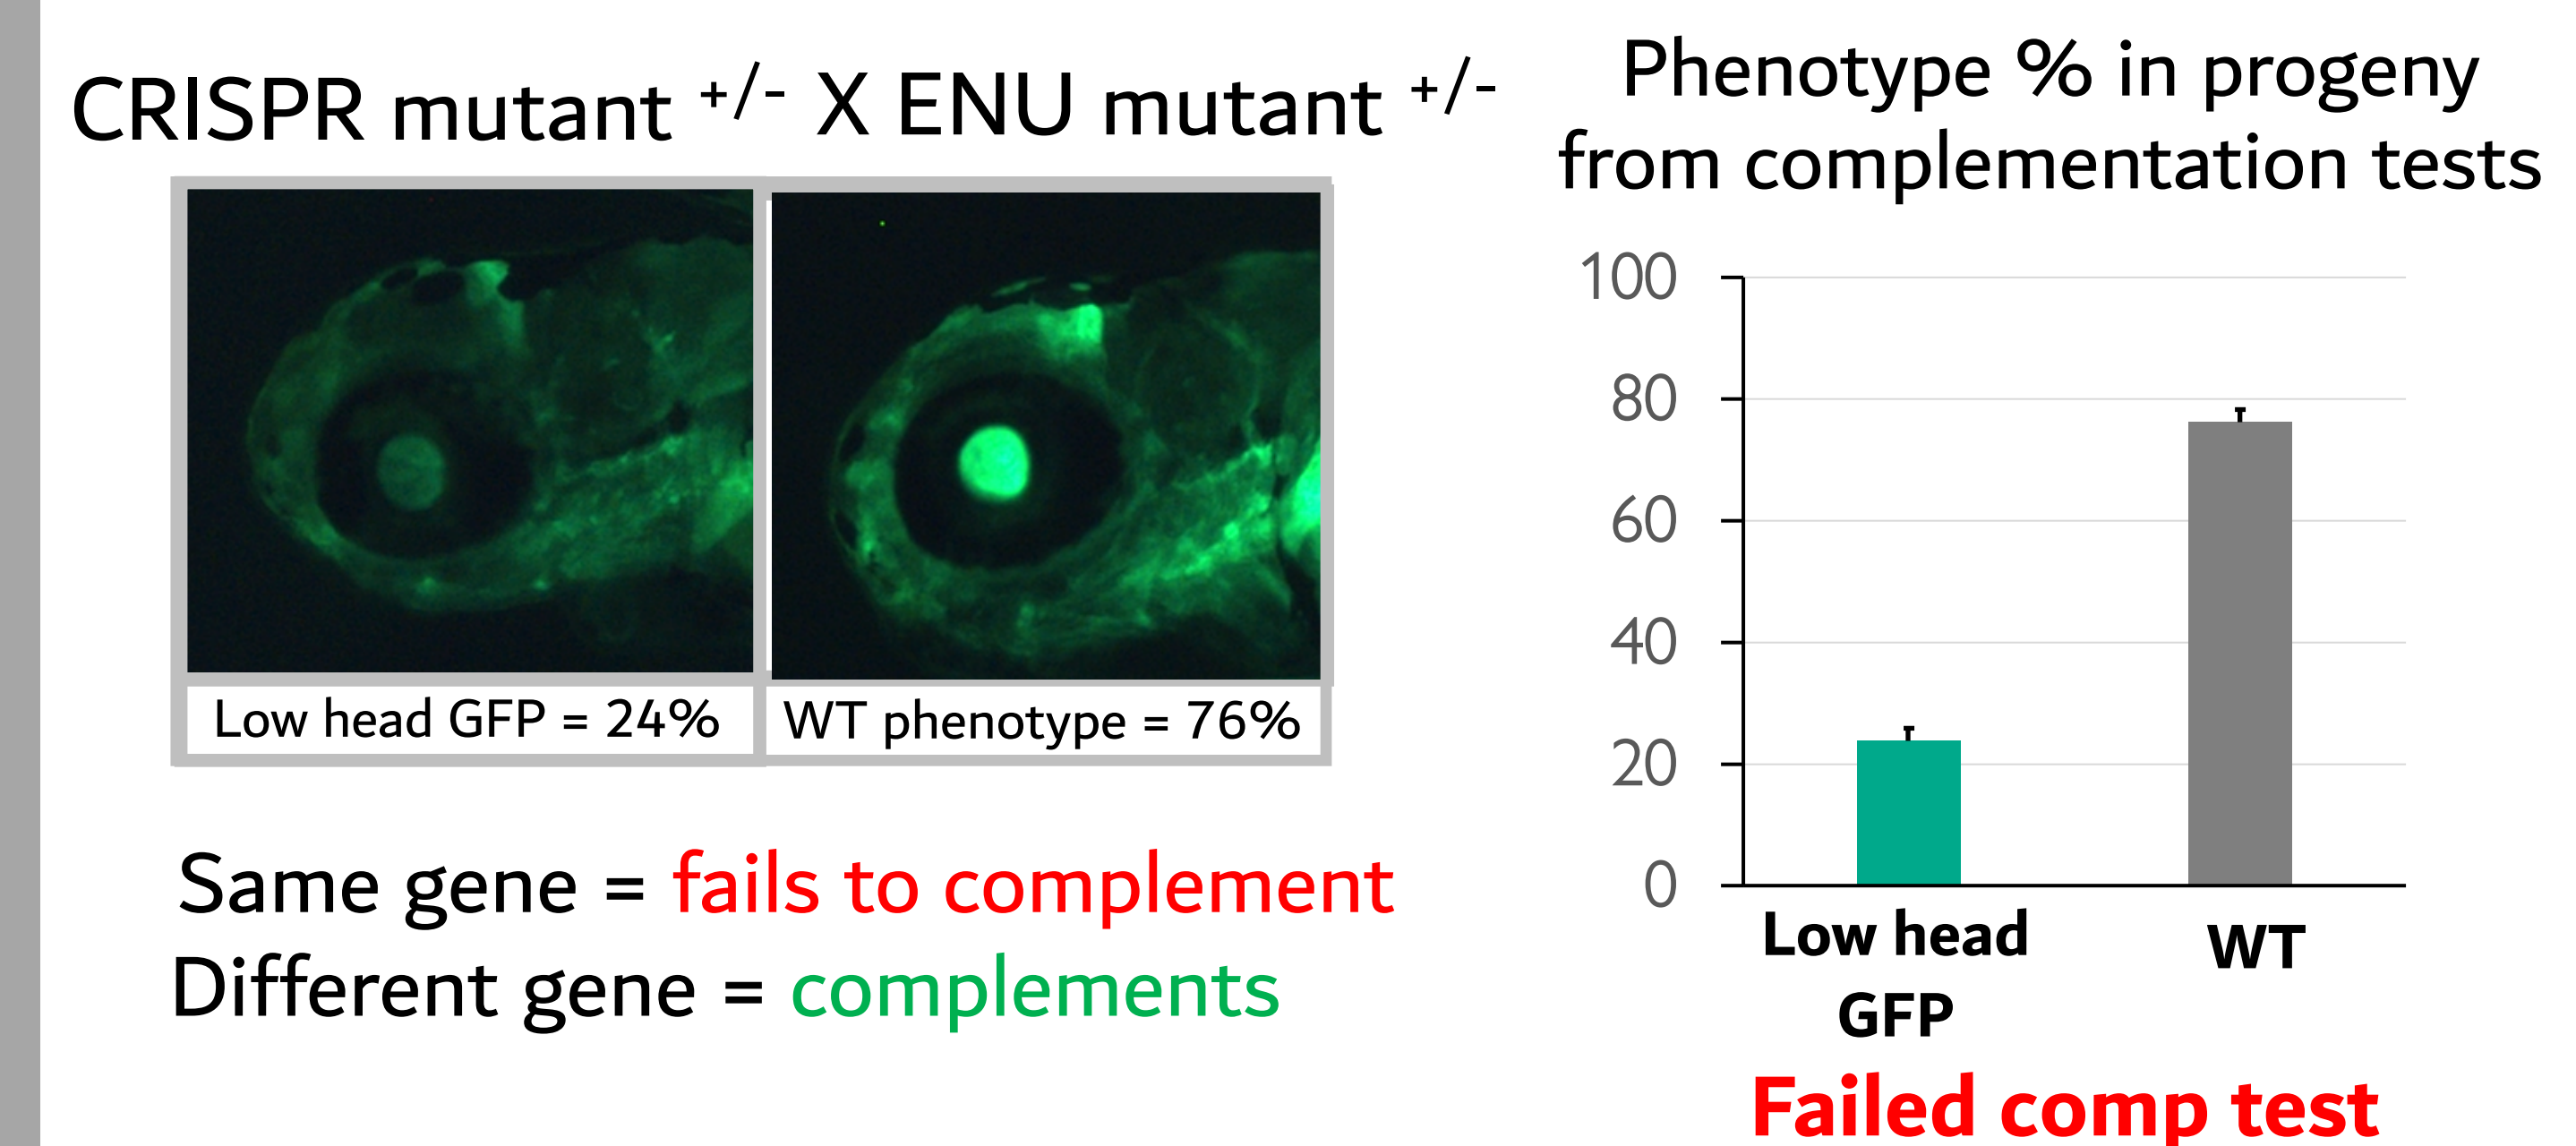 CRISPR mutant +/- X ENU mutant +/-
Low head GFP = 24%
WT phenotype = 76%
Same gene = fails to complement
Different gene = complements
Phenotype % in progeny
from complementation tests
100
80
60
40
20
0
Low head
GFP
WT
Failed comp test